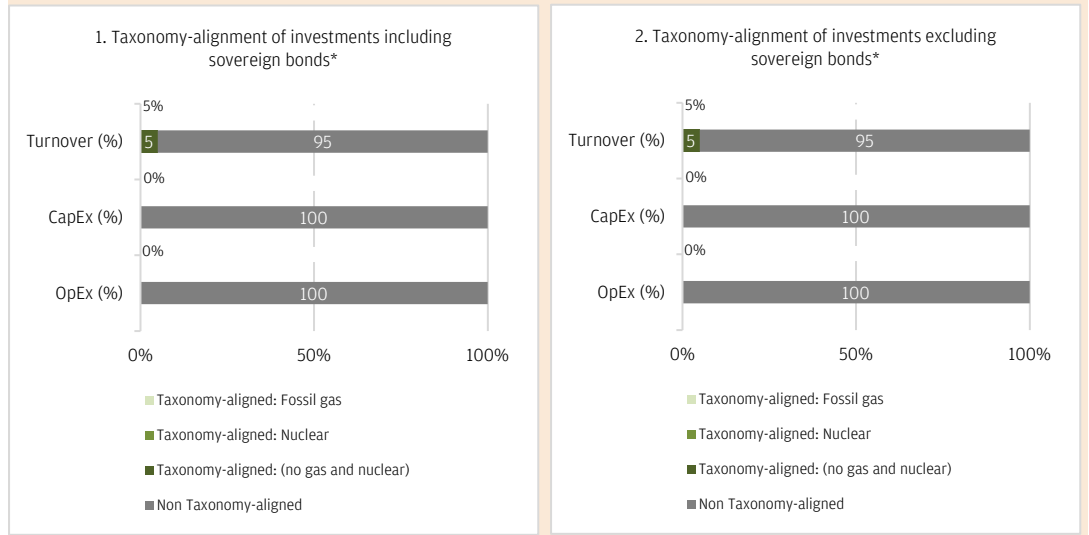 1. Taxonomy-alignment of investments including
sovereign bonds*
5%
Turnover (%)
5
95
0%
CapEx (%)
100
0%
OpEx (%)
100
0%
50%
100%
Taxonomy-aligned: Fossil gas
Taxonomy-aligned: Nuclear
Taxonomy-aligned: (no gas and nuclear)
Non Taxonomy-aligned
2. Taxonomy-alignment of investments excluding
sovereign bonds*
5%
Turnover (%)
5
95
0%
CapEx (%)
100
0%
OpEx (%)
100
0%
50%
100%
Taxonomy-aligned: Fossil gas
Taxonomy-aligned: Nuclear
Taxonomy-aligned: (no gas and nuclear)
Non Taxonomy-aligned